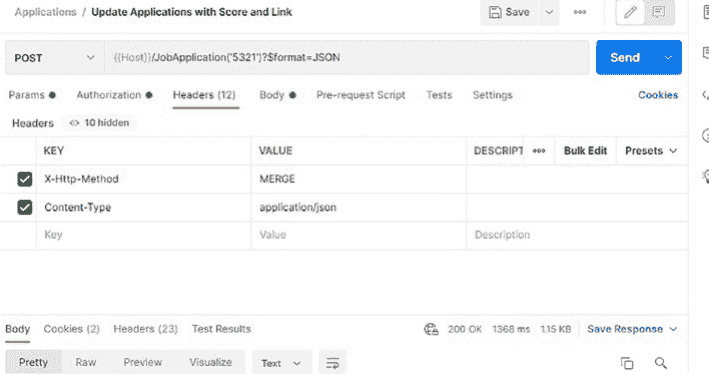 Applications / Update Applications with Score and Link
Save
POST {{Host}}/JobApplication('5321')?$format=JSON Send
Params Authorization Headers (12) Body Pre-request Script Tests Settings Cookies
Headers 10 hidden
KEY VALUE DESCRIPT Bulk Edit Presets
X-Http-Method MERGE
Content-Type application/json
Key Value Description
Body Cookies (2) Headers (23) Test Results 200 OK 1368 ms 1.15 KB Save Response
Pretty Raw Preview Visualize Text